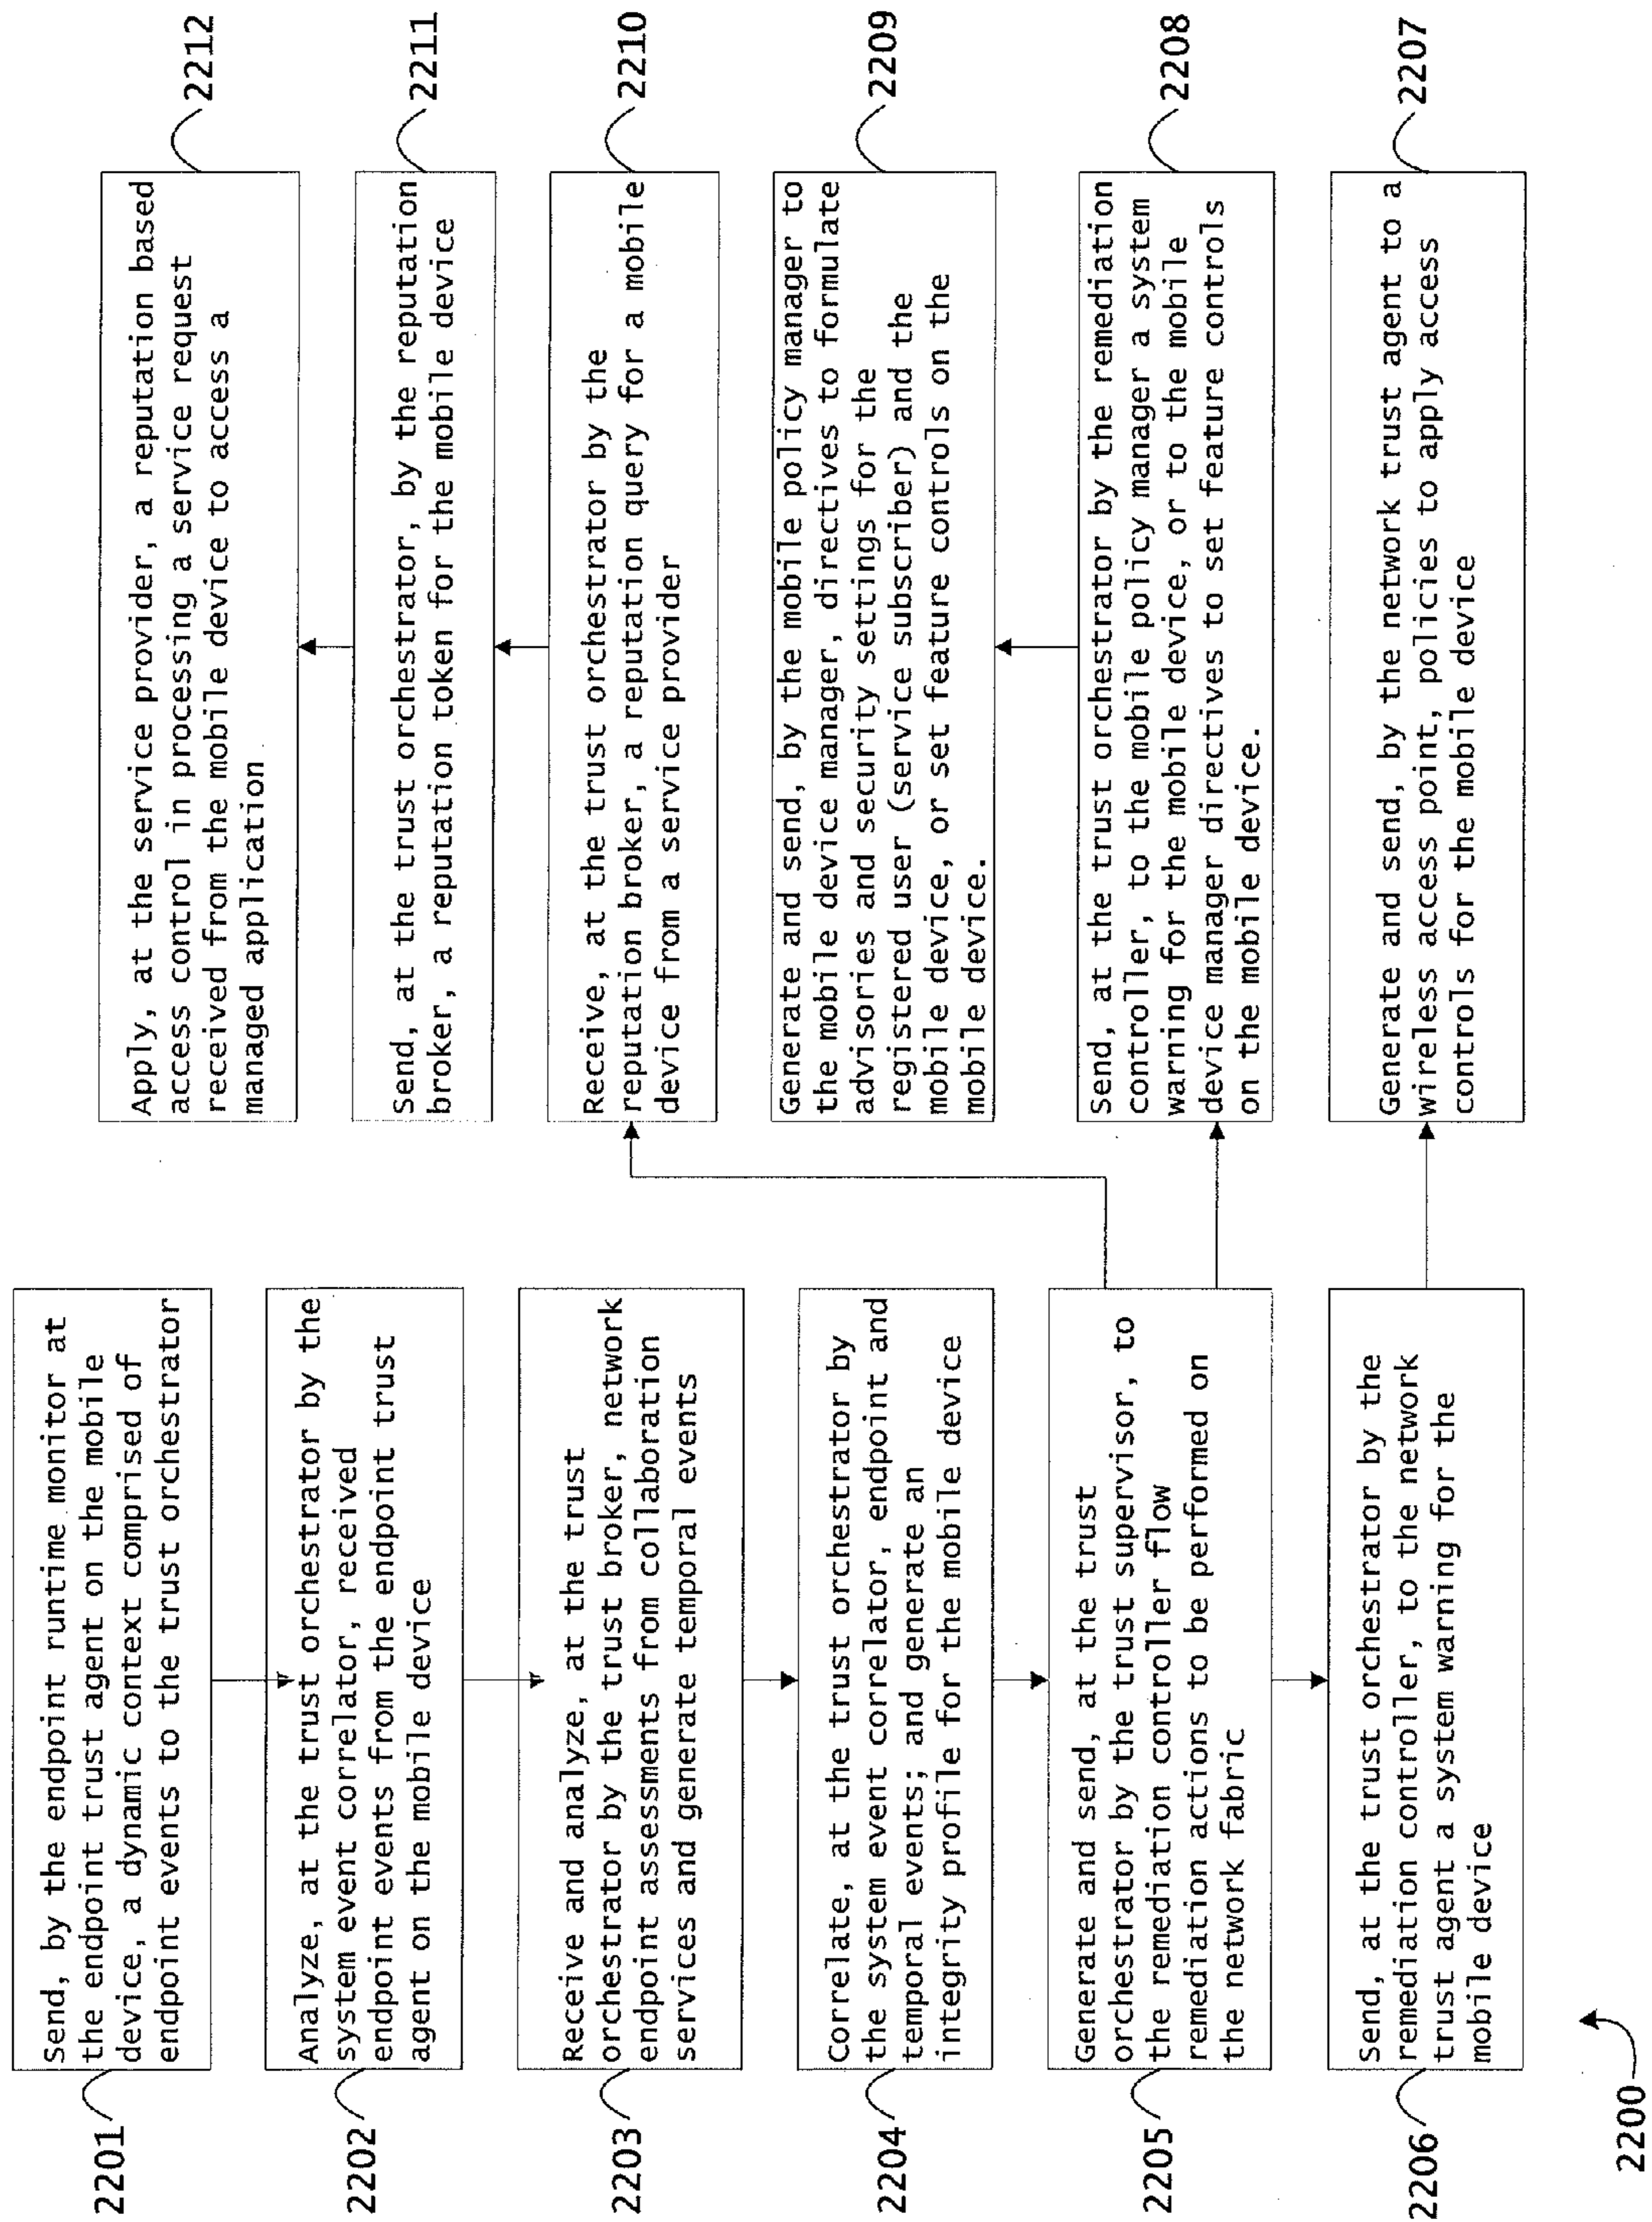 2201
Send, by the endpoint runtime monitor at
the endpoint trust agent on the mobile
device, a dynamic context comprised of
endpoint events to the trust orchestrator
2202
Analyze, at the trust orchestrator by the
system event correlator, received
endpoint events from the endpoint trust
agent on the mobile device
2203
Receive and analyze, at the trust
orchestrator by the trust broker, network
endpoint assessments from collaboration
services and generate temporal events
2204
Correlate, at the trust orchestrator by
the system event correlator, endpoint and
temporal events; and generate an
integrity profile for the mobile device
2205
Generate and send, at the trust
orchestrator by the trust supervisor, to
the remediation controller flow
remediation actions to be performed on
the network fabric
2206
Send, at the trust orchestrator by the
remediation controller, to the network
trust agent a system warning for the
mobile device
2212
Apply, at the service provider, a reputation based
access control in processing a service request
received from the mobile device to access a
managed application
2211
Send, at the trust orchestrator, by the reputation
broker, a reputation token for the mobile device
2210
Receive, at the trust orchestrator by the
reputation broker, a reputation query for a mobile
device from a service provider
2209
Generate and send, by the mobile policy manager to
the mobile device manager, directives to formulate
advisories and security settings for the
registered user (service subscriber) and the
mobile device, or set feature controls on the
mobile device.
2208
Send, at the trust orchestrator by the remediation
controller, to the mobile policy manager a system
warning for the mobile device, or to the mobile
device manager directives to set feature controls
on the mobile device.
2207
Generate and send, by the network trust agent to a
wireless access point, policies to apply access
controls for the mobile device
2200